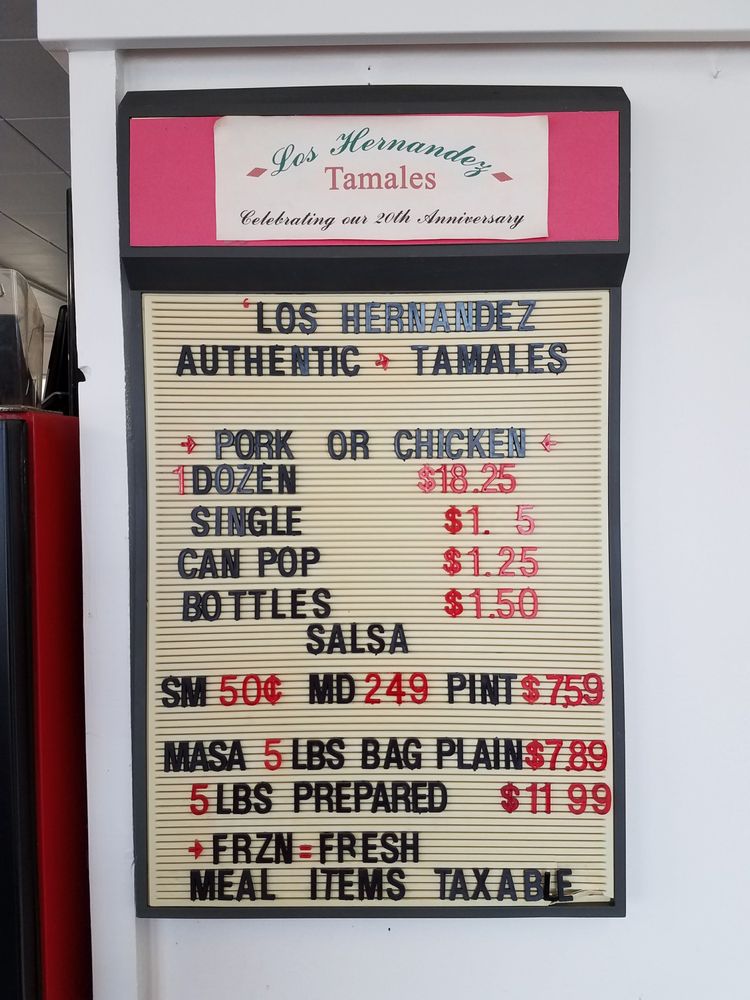 Los Hernandez
Tamales
Celebrating our 20th Anniversary
'LOS HERNANDEZ
AUTHENTIC → TAMALES
→ PORK OR CHICKEN ←
1 DOZEN $18.25
SINGLE $1. 5
CAN POP $1.25
BOTTLES $1.50
SALSA
SM 50¢ MD 249 PINT $7.59
MASA 5 LBS BAG PLAIN $7.89
5 LBS PREPARED $11 99
→ FRZN = FRESH
MEAL ITEMS TAXABLE